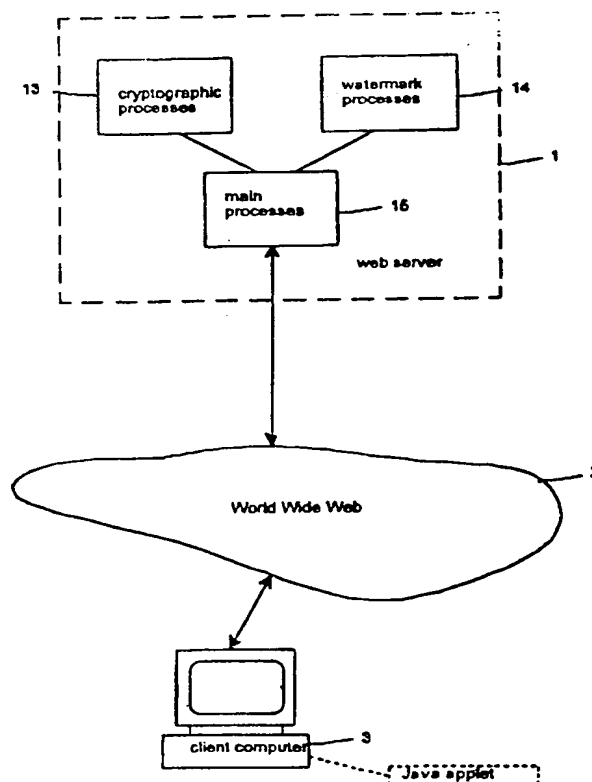 13
cryptographic
processes
watermark
processes
14
1
main
processes
15
web server
World Wide Web
client computer
3
Java applet